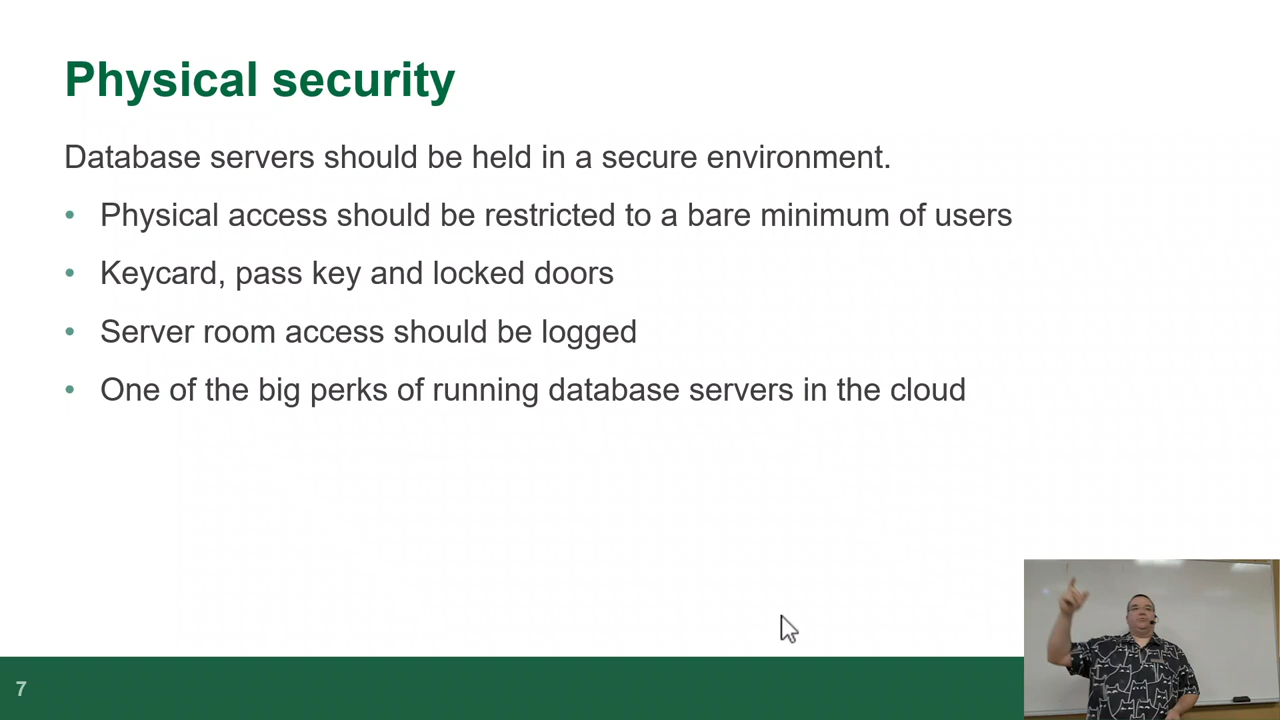 Physical security
Database servers should be held in a secure environment.
• Physical access should be restricted to a bare minimum of users
• Keycard, pass key and locked doors
• Server room access should be logged
• One of the big perks of running database servers in the cloud
7